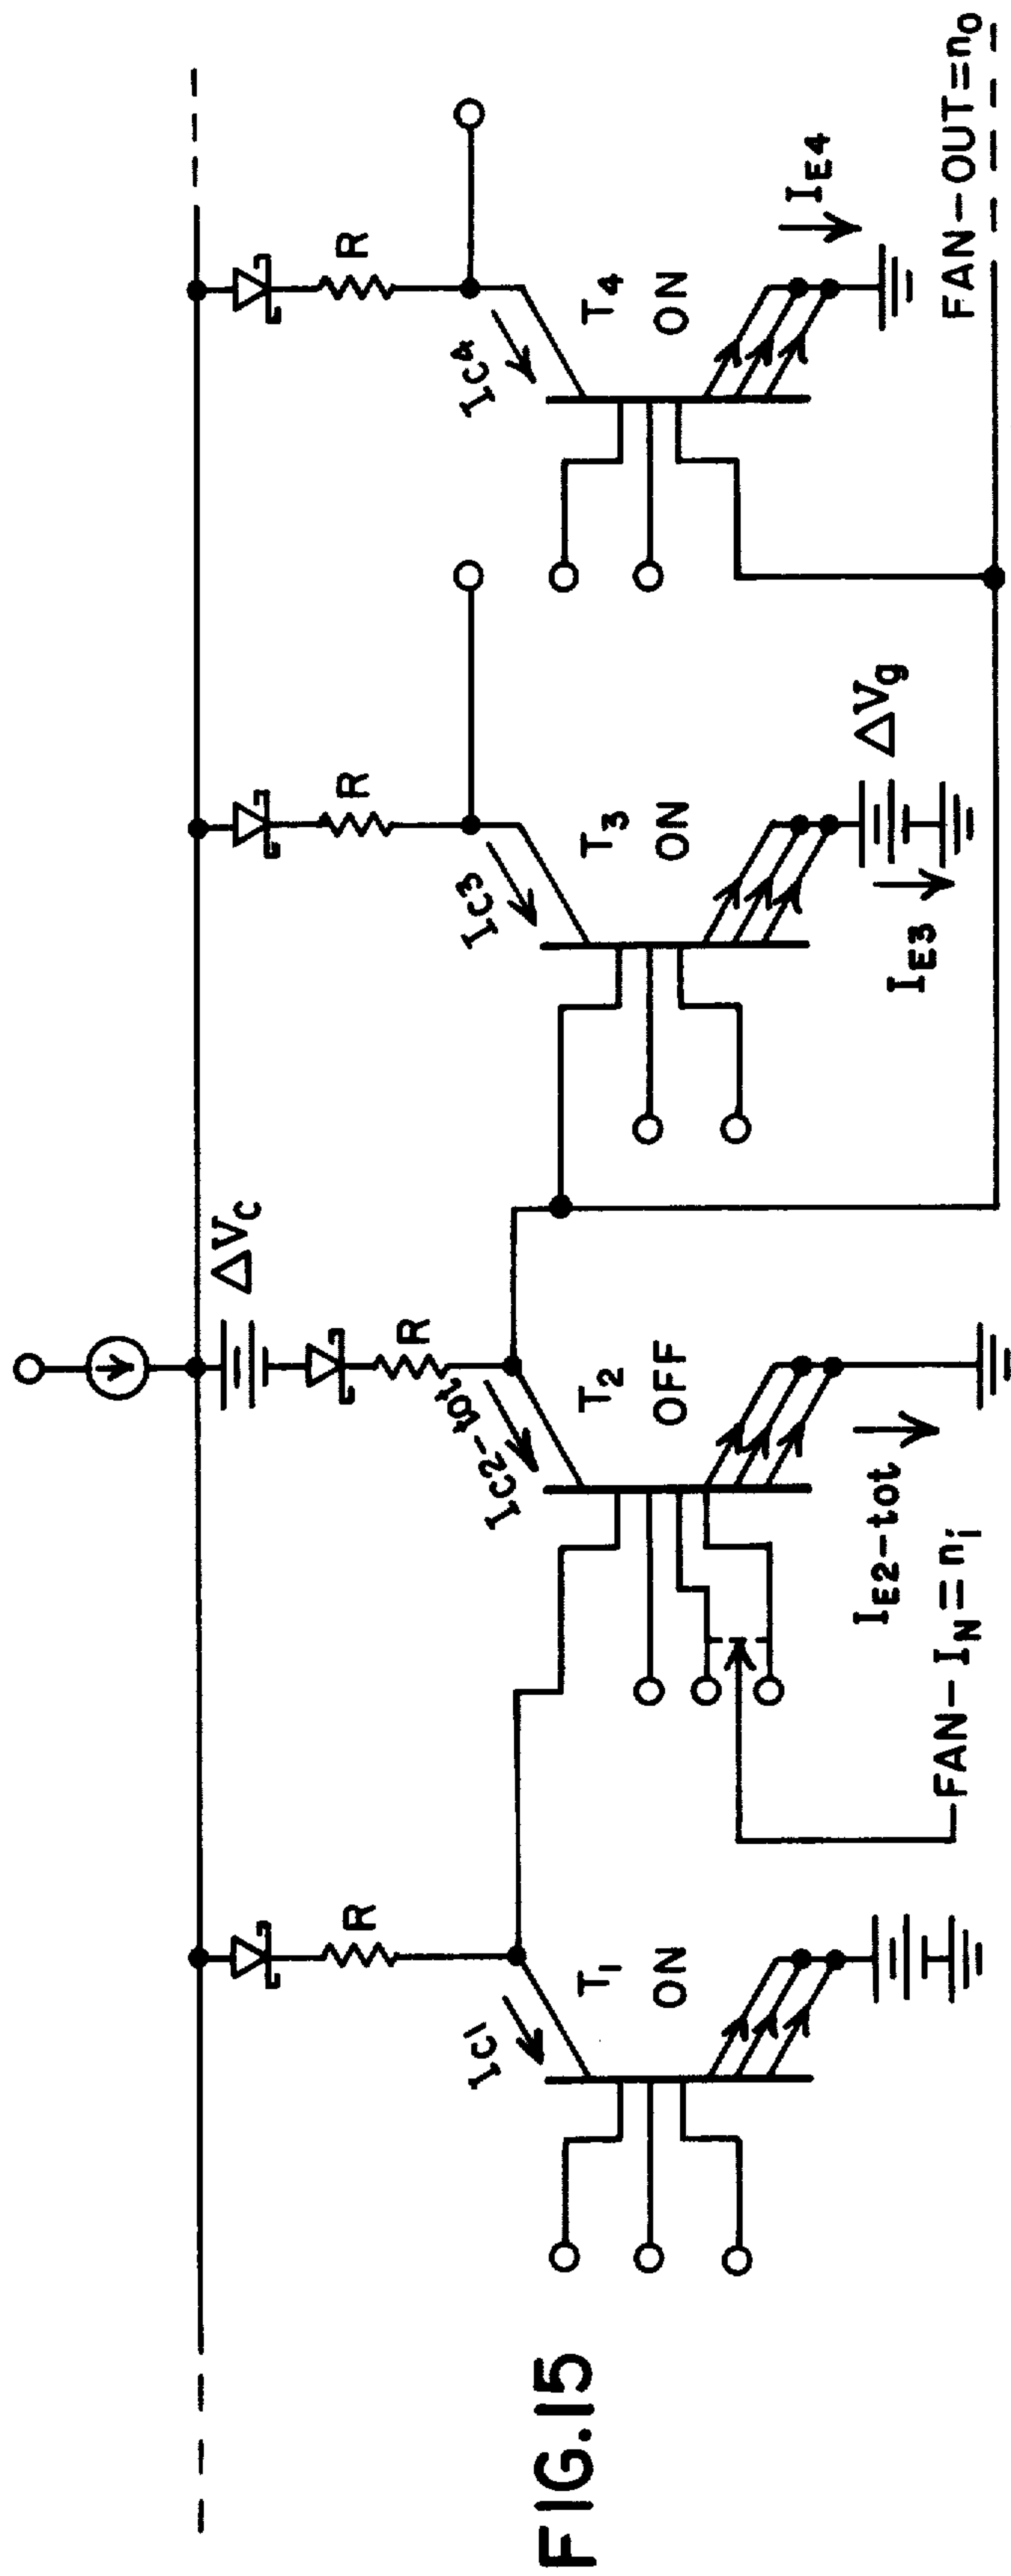 ΔVC
R
R
R
R
IC1
IC2-tot
IC3
IC4
T1
ON
T2
OFF
T3
ON
T4
ON
IE2-tot
IE3
ΔVg
IE4
FAN-IN=ni
FAN-OUT=no
FIG.15